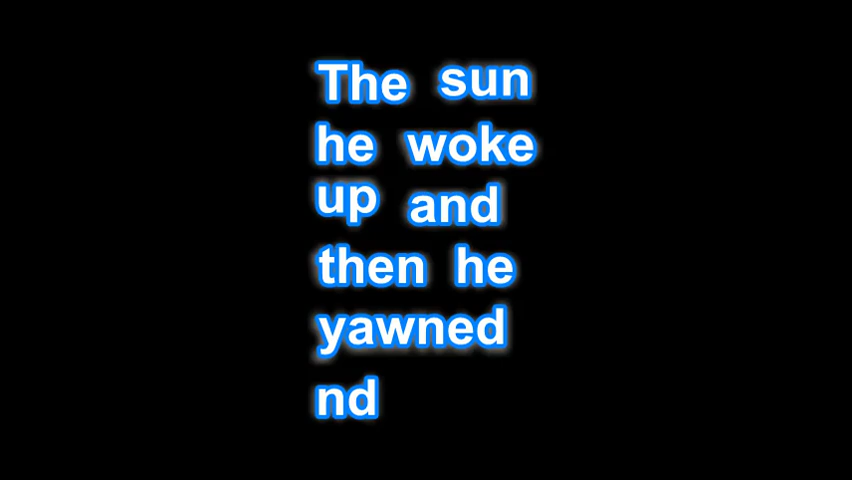 The sun
he woke
up and
then he
yawned
nd